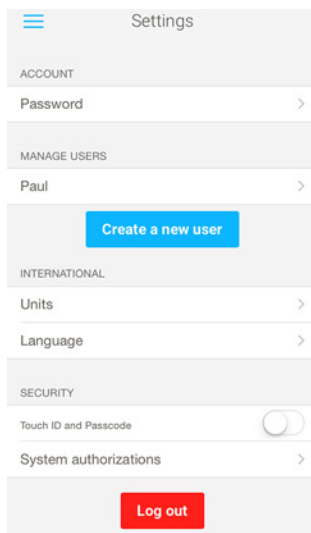 Settings
ACCOUNT
Password
MANAGE USERS
Paul
Create a new user
INTERNATIONAL
Units
Language
SECURITY
Touch ID and Passcode
System authorizations
Log out